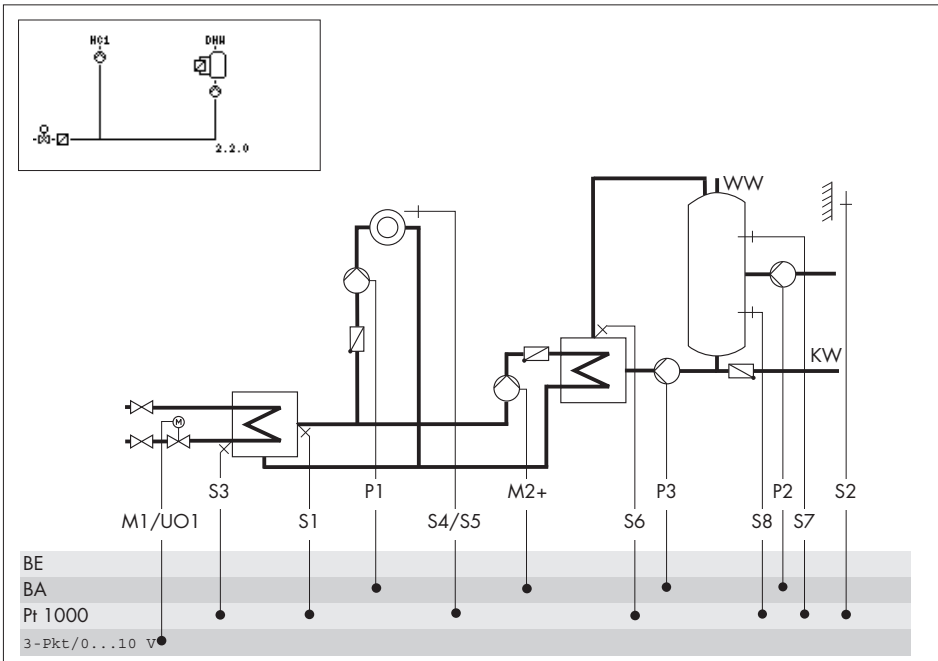 HC1 DHW
2.2.0
WW
KW
M
S3 P1 M2+ P3 P2 S2
M1/UO1 S1 S4/S5 S6 S8 S7
BE
BA
Pt 1000
3-Pkt/0...10 V